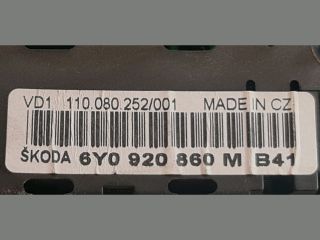 VD1 110.080.252/001 MADE IN CZ
ŠKODA 6Y0 920 860 M B41